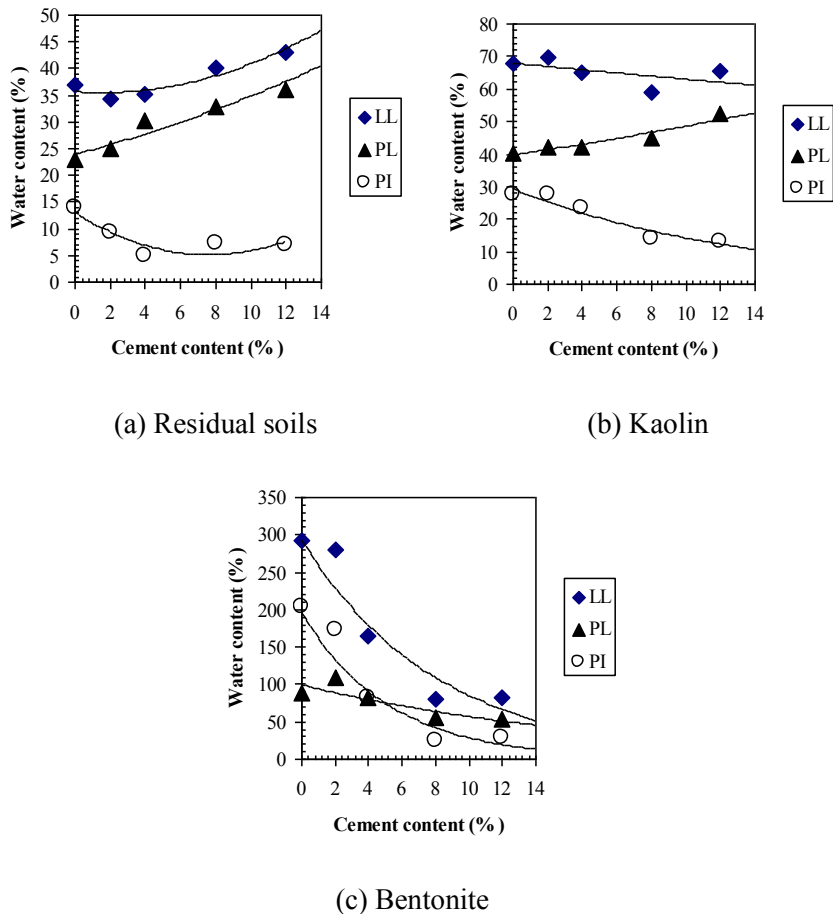 50
45
40
35
30
25
20
15
10
5
0
Water content (%)
0 2 4 6 8 10 12 14
Cement content (%)
LL
PL
PI
(a) Residual soils
80
70
60
50
40
30
20
10
0
Water content (%)
0 2 4 6 8 10 12 14
Cement content (%)
LL
PL
PI
(b) Kaolin
350
300
250
200
150
100
50
0
Water content (%)
0 2 4 6 8 10 12 14
Cement content (%)
LL
PL
PI
(c) Bentonite